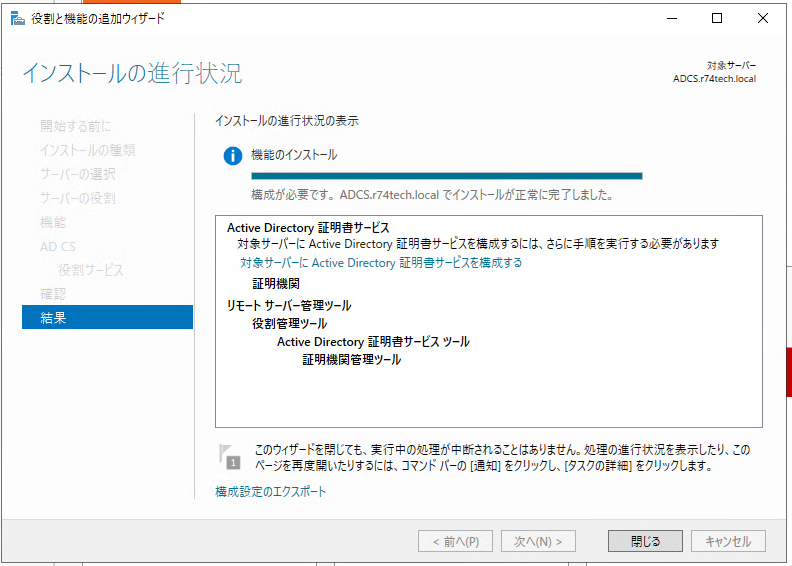 役割と機能の追加ウィザード
インストールの進行状況
対象サーバー
ADCS.r74tech.local
開始する前に
インストールの種類
サーバーの選択
サーバーの役割
機能
AD CS
役割サービス
確認
結果
インストールの進行状況の表示
機能のインストール
構成が必要です。ADCS.r74tech.local でインストールが正常に完了しました。
Active Directory 証明書サービス
対象サーバーに Active Directory 証明書サービスを構成するには、さらに手順を実行する必要があります
対象サーバーに Active Directory 証明書サービスを構成する
証明機関
リモート サーバー管理ツール
役割管理ツール
Active Directory 証明書サービス ツール
証明機関管理ツール
1
このウィザードを閉じても、実行中の処理が中断されることはありません。処理の進行状況を表示したり、この
ページを再度開いたりするには、コマンド バーの [通知] をクリックし、[タスクの詳細] をクリックします。
構成設定のエクスポート
< 前へ(P)
次へ(N) >
閉じる
キャンセル